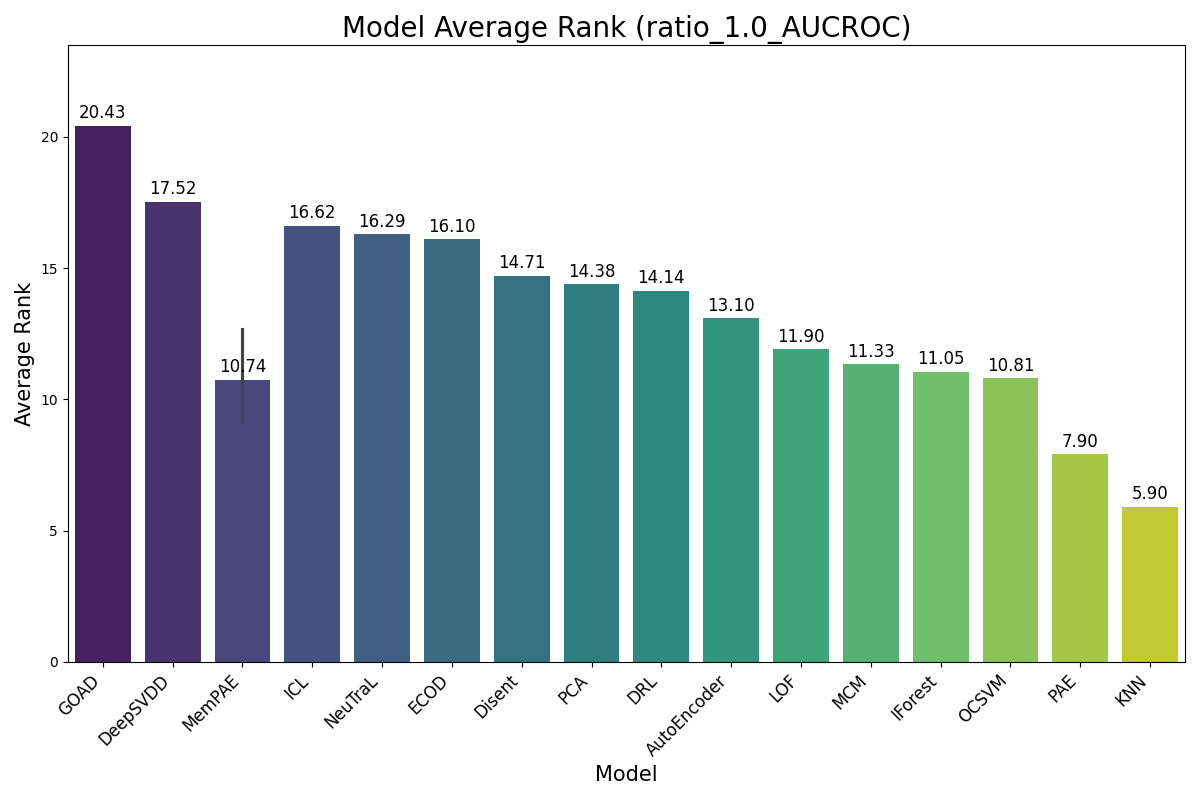 Model Average Rank (ratio_1.0_AUCROC)
Average Rank
20
15
10
5
0
20.43
17.52
10.74
16.62
16.29
16.10
14.71
14.38
14.14
13.10
11.90
11.33
11.05
10.81
7.90
5.90
GOAD
DeepSVDD
MemPAE
ICL
NeuTraL
ECOD
Disent
PCA
DRL
AutoEncoder
LOF
MCM
IForest
OCSVM
PAE
KNN
Model